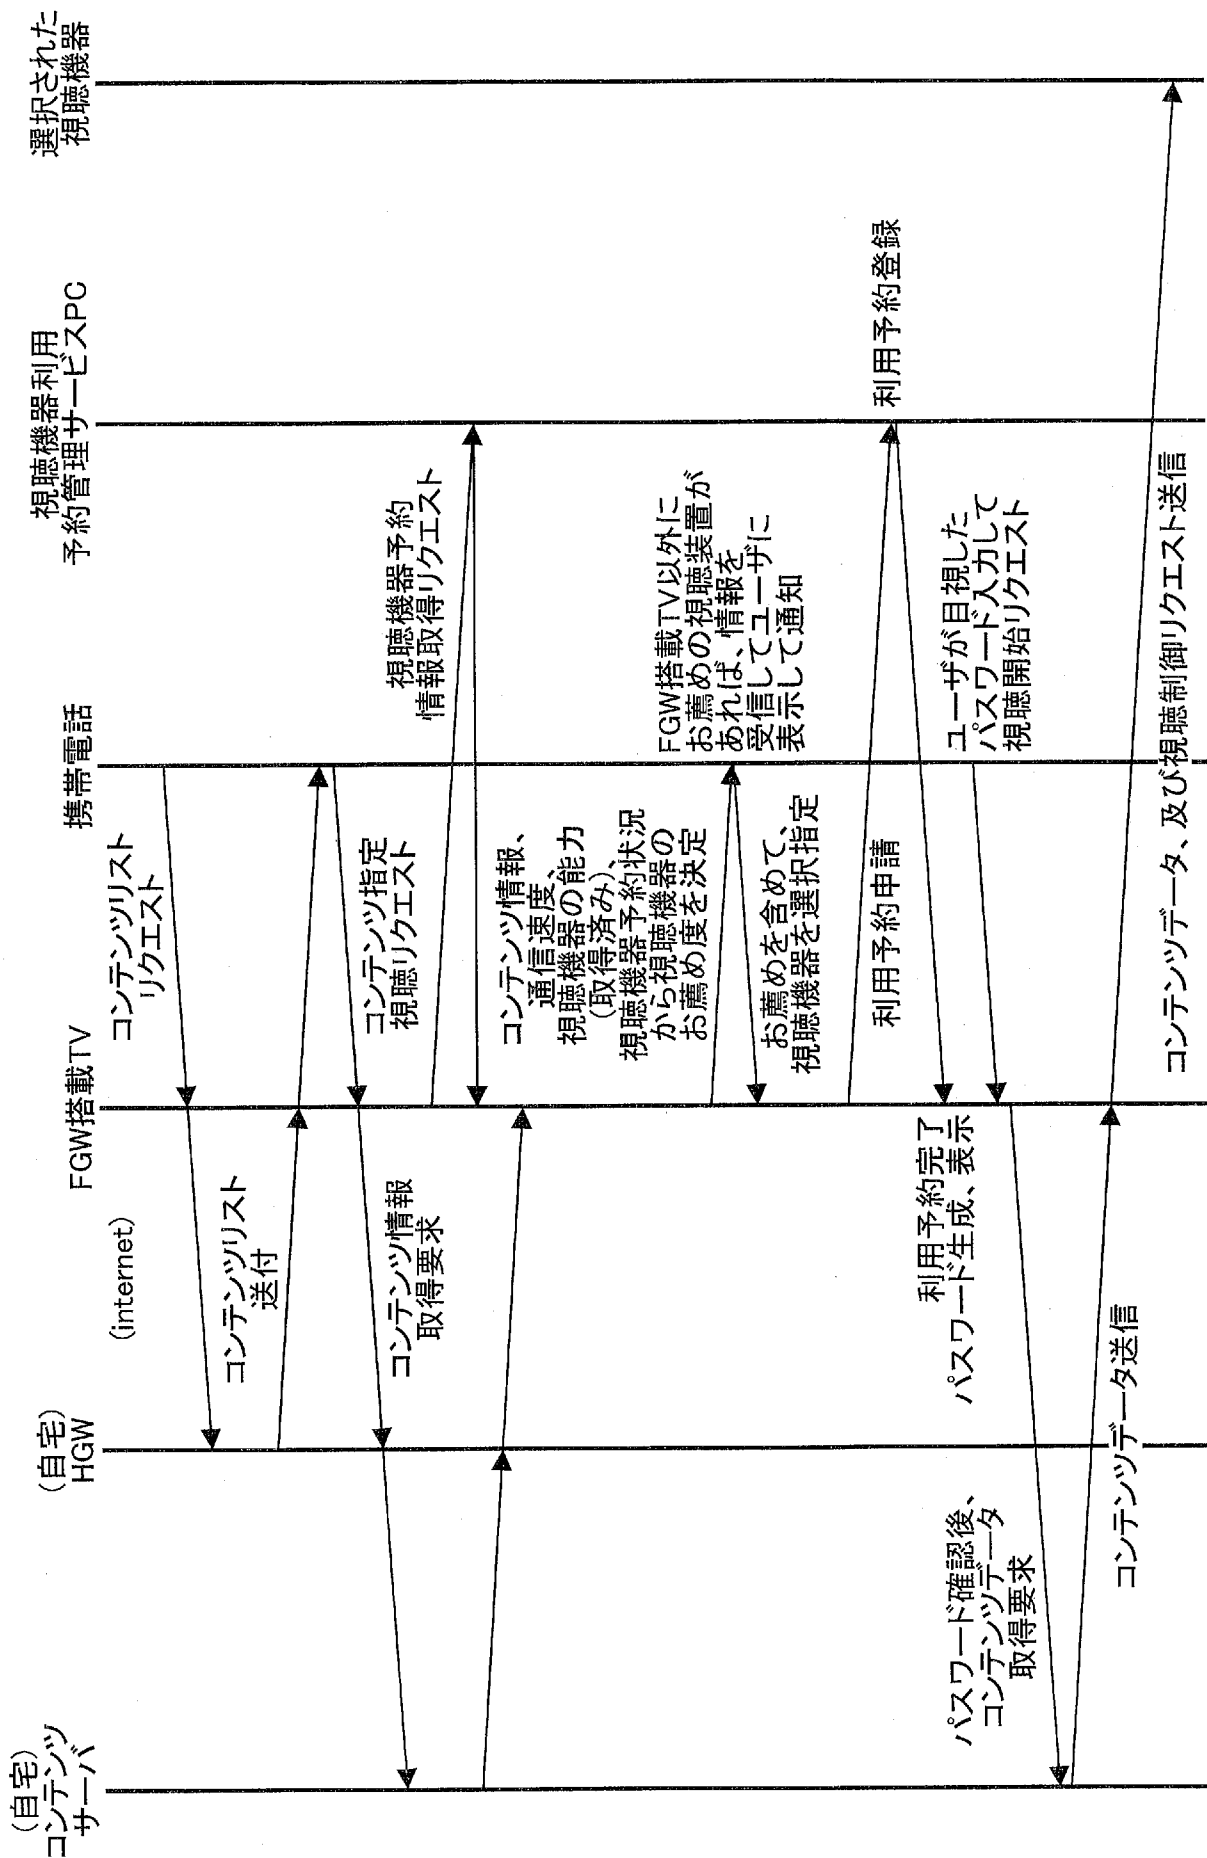 (自宅)
コンテンツ
サーバ
(自宅)
HGW
(internet)
FGW搭載TV
携帯電話
視聴機器利用
予約管理サービスPC
選択された
視聴機器
コンテンツリスト
リクエスト
コンテンツリスト
送付
コンテンツ指定
視聴リクエスト
コンテンツ情報
取得要求
視聴機器予約
情報取得リクエスト
コンテンツ情報、
通信速度、
視聴機器の能力
(取得済み)、
視聴機器予約状況
から視聴機器の
お薦め度を決定
FGW搭載TV以外に
お薦めの視聴装置が
あれば、情報を
受信してユーザに
表示して通知
お薦めを含めて、
視聴機器を選択指定
利用予約申請
利用予約登録
利用予約完了
パスワード生成、表示
ユーザが目視した
パスワード入力して
視聴開始リクエスト
パスワード確認後、
コンテンツデータ
取得要求
コンテンツデータ送信
コンテンツデータ、及び視聴制御リクエスト送信